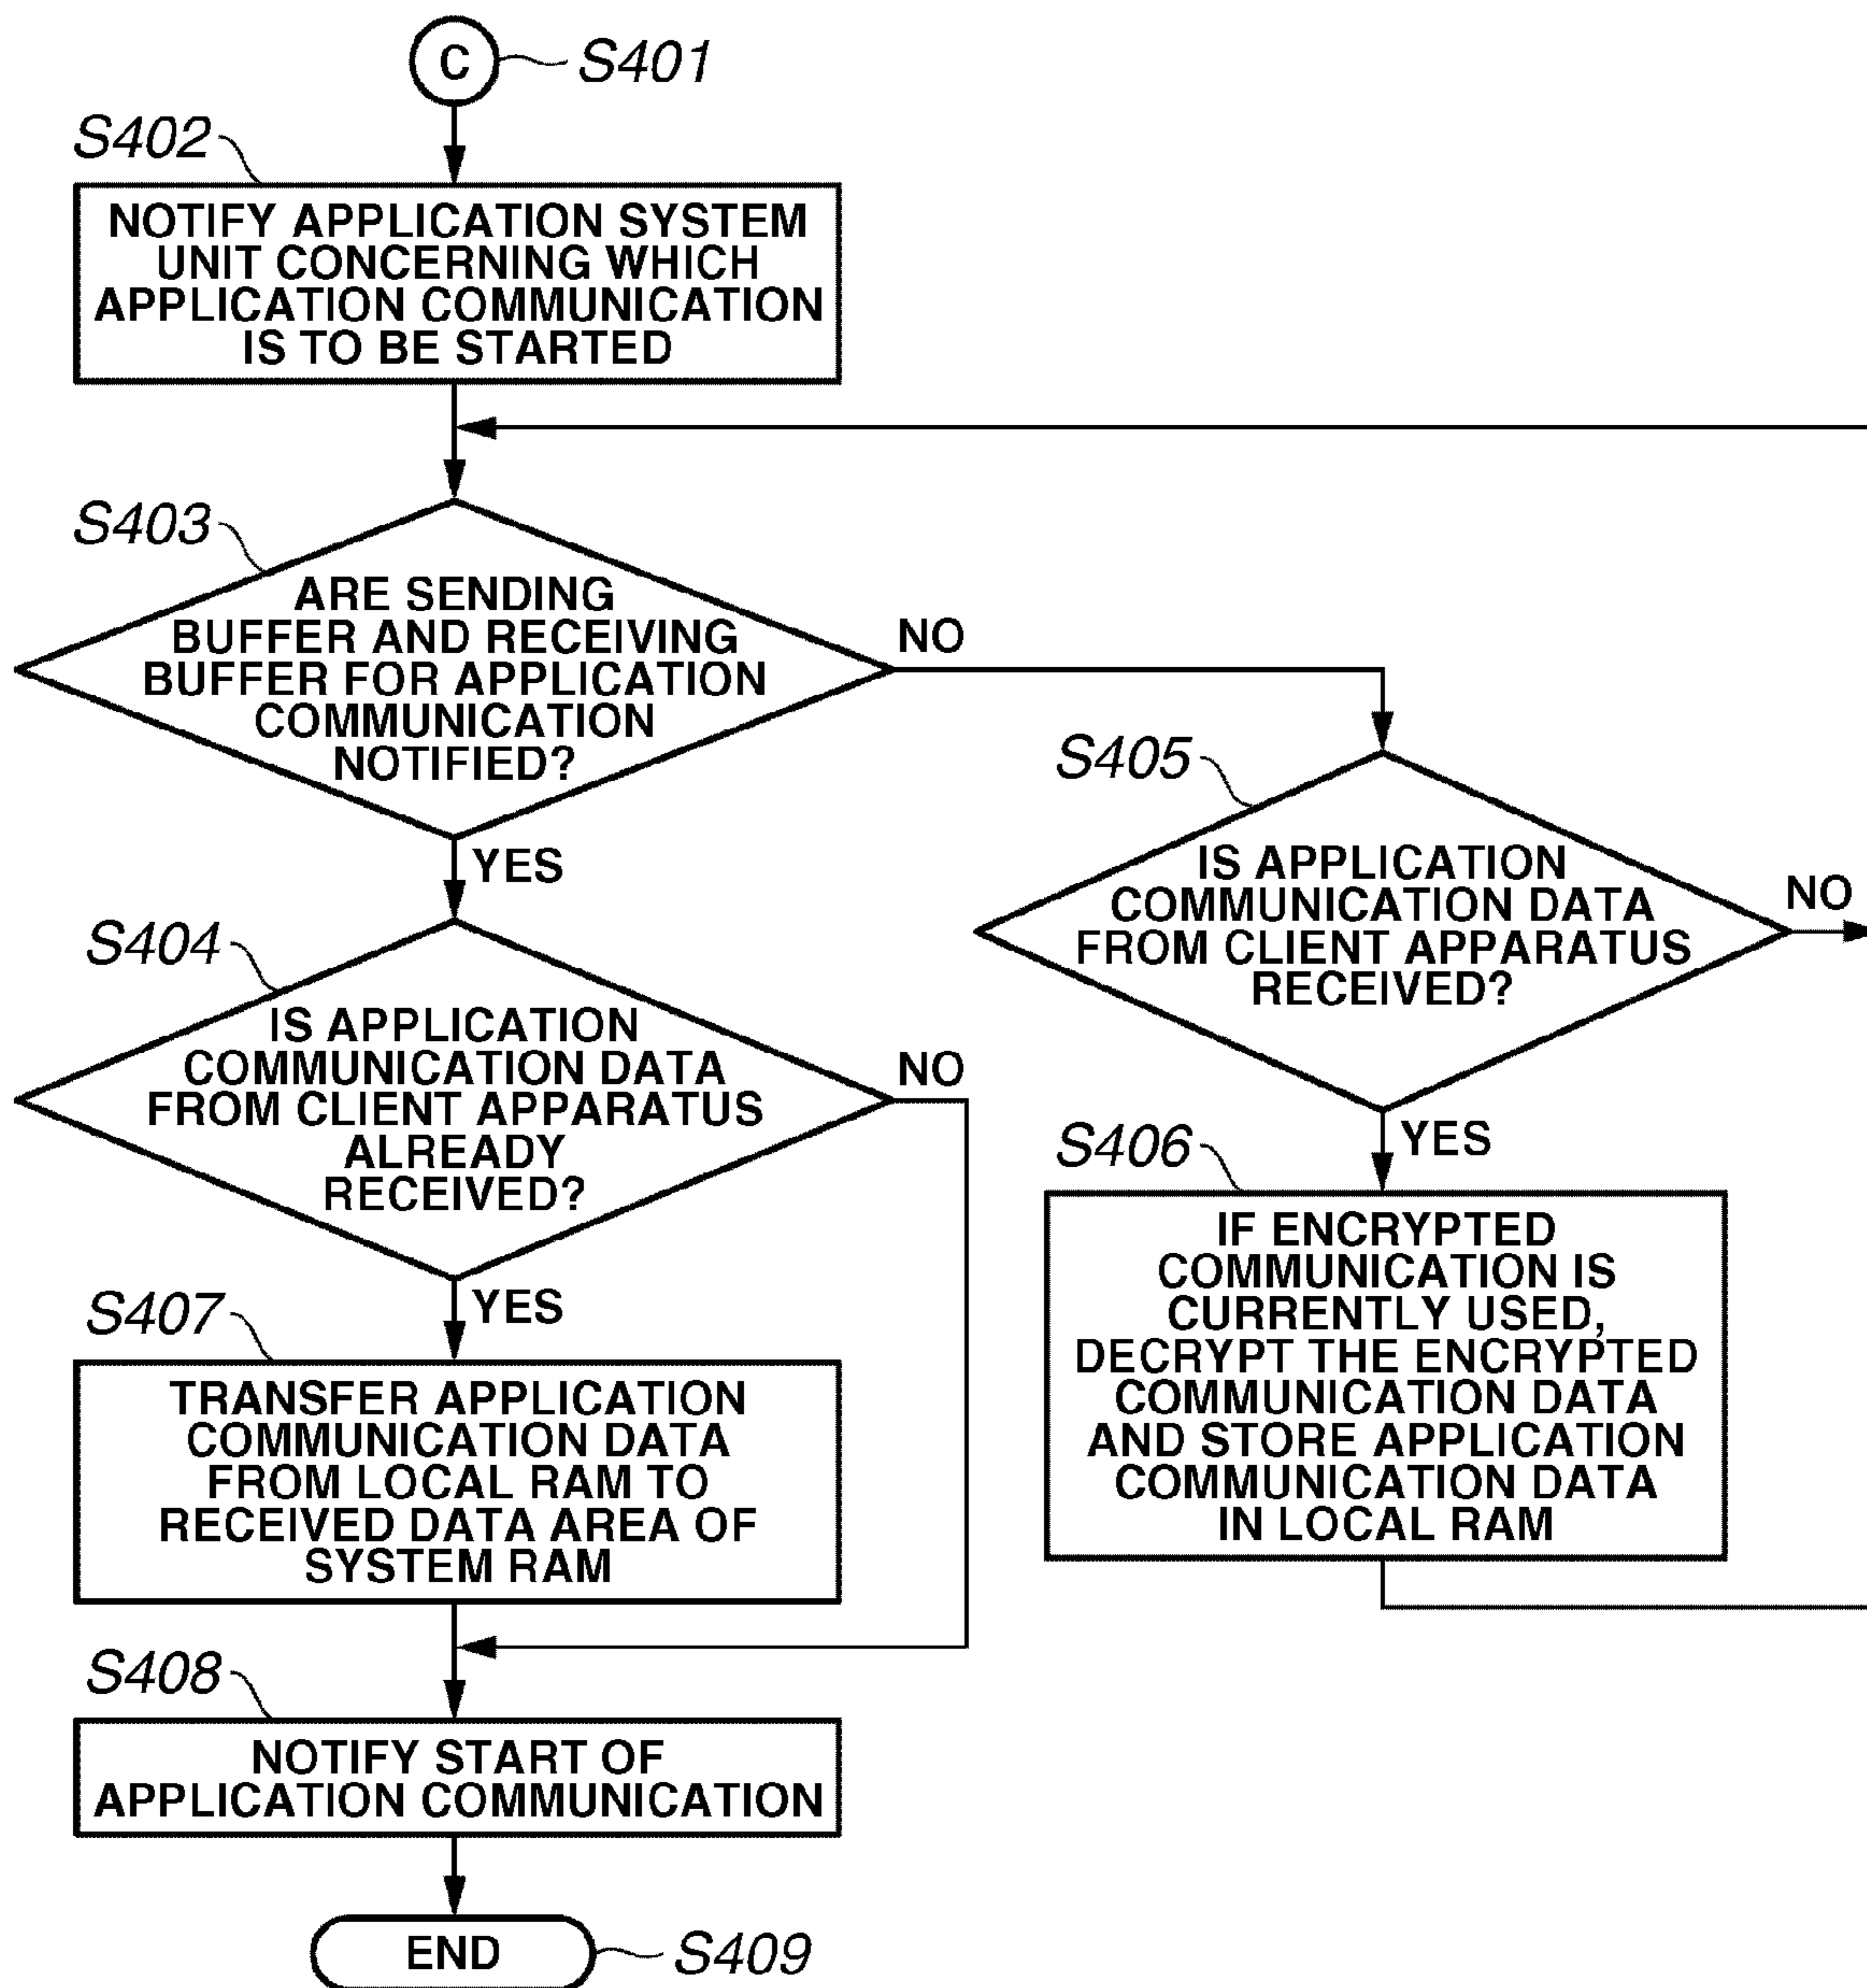 C
S401
S402
NOTIFY APPLICATION SYSTEM
UNIT CONCERNING WHICH
APPLICATION COMMUNICATION
IS TO BE STARTED
S403
ARE SENDING
BUFFER AND RECEIVING
BUFFER FOR APPLICATION
COMMUNICATION
NOTIFIED?
NO
YES
S404
IS APPLICATION
COMMUNICATION DATA
FROM CLIENT APPARATUS
ALREADY
RECEIVED?
NO
YES
S405
IS APPLICATION
COMMUNICATION DATA
FROM CLIENT APPARATUS
RECEIVED?
NO
YES
S406
IF ENCRYPTED
COMMUNICATION IS
CURRENTLY USED,
DECRYPT THE ENCRYPTED
COMMUNICATION DATA
AND STORE APPLICATION
COMMUNICATION DATA
IN LOCAL RAM
S407
TRANSFER APPLICATION
COMMUNICATION DATA
FROM LOCAL RAM TO
RECEIVED DATA AREA OF
SYSTEM RAM
S408
NOTIFY START OF
APPLICATION COMMUNICATION
END
S409